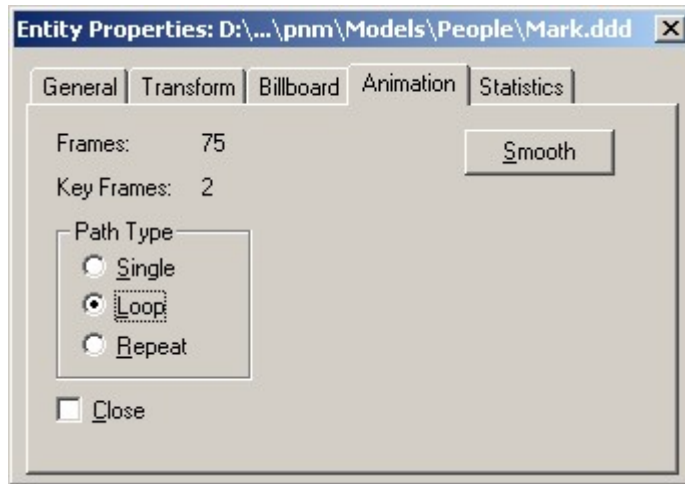 Entity Properties: D:\...\pnm\Models\People\Mark.ddd
General Transform Billboard Animation Statistics
Frames: 75 Smooth
Key Frames: 2
Path Type
Single
Loop
Repeat
Close